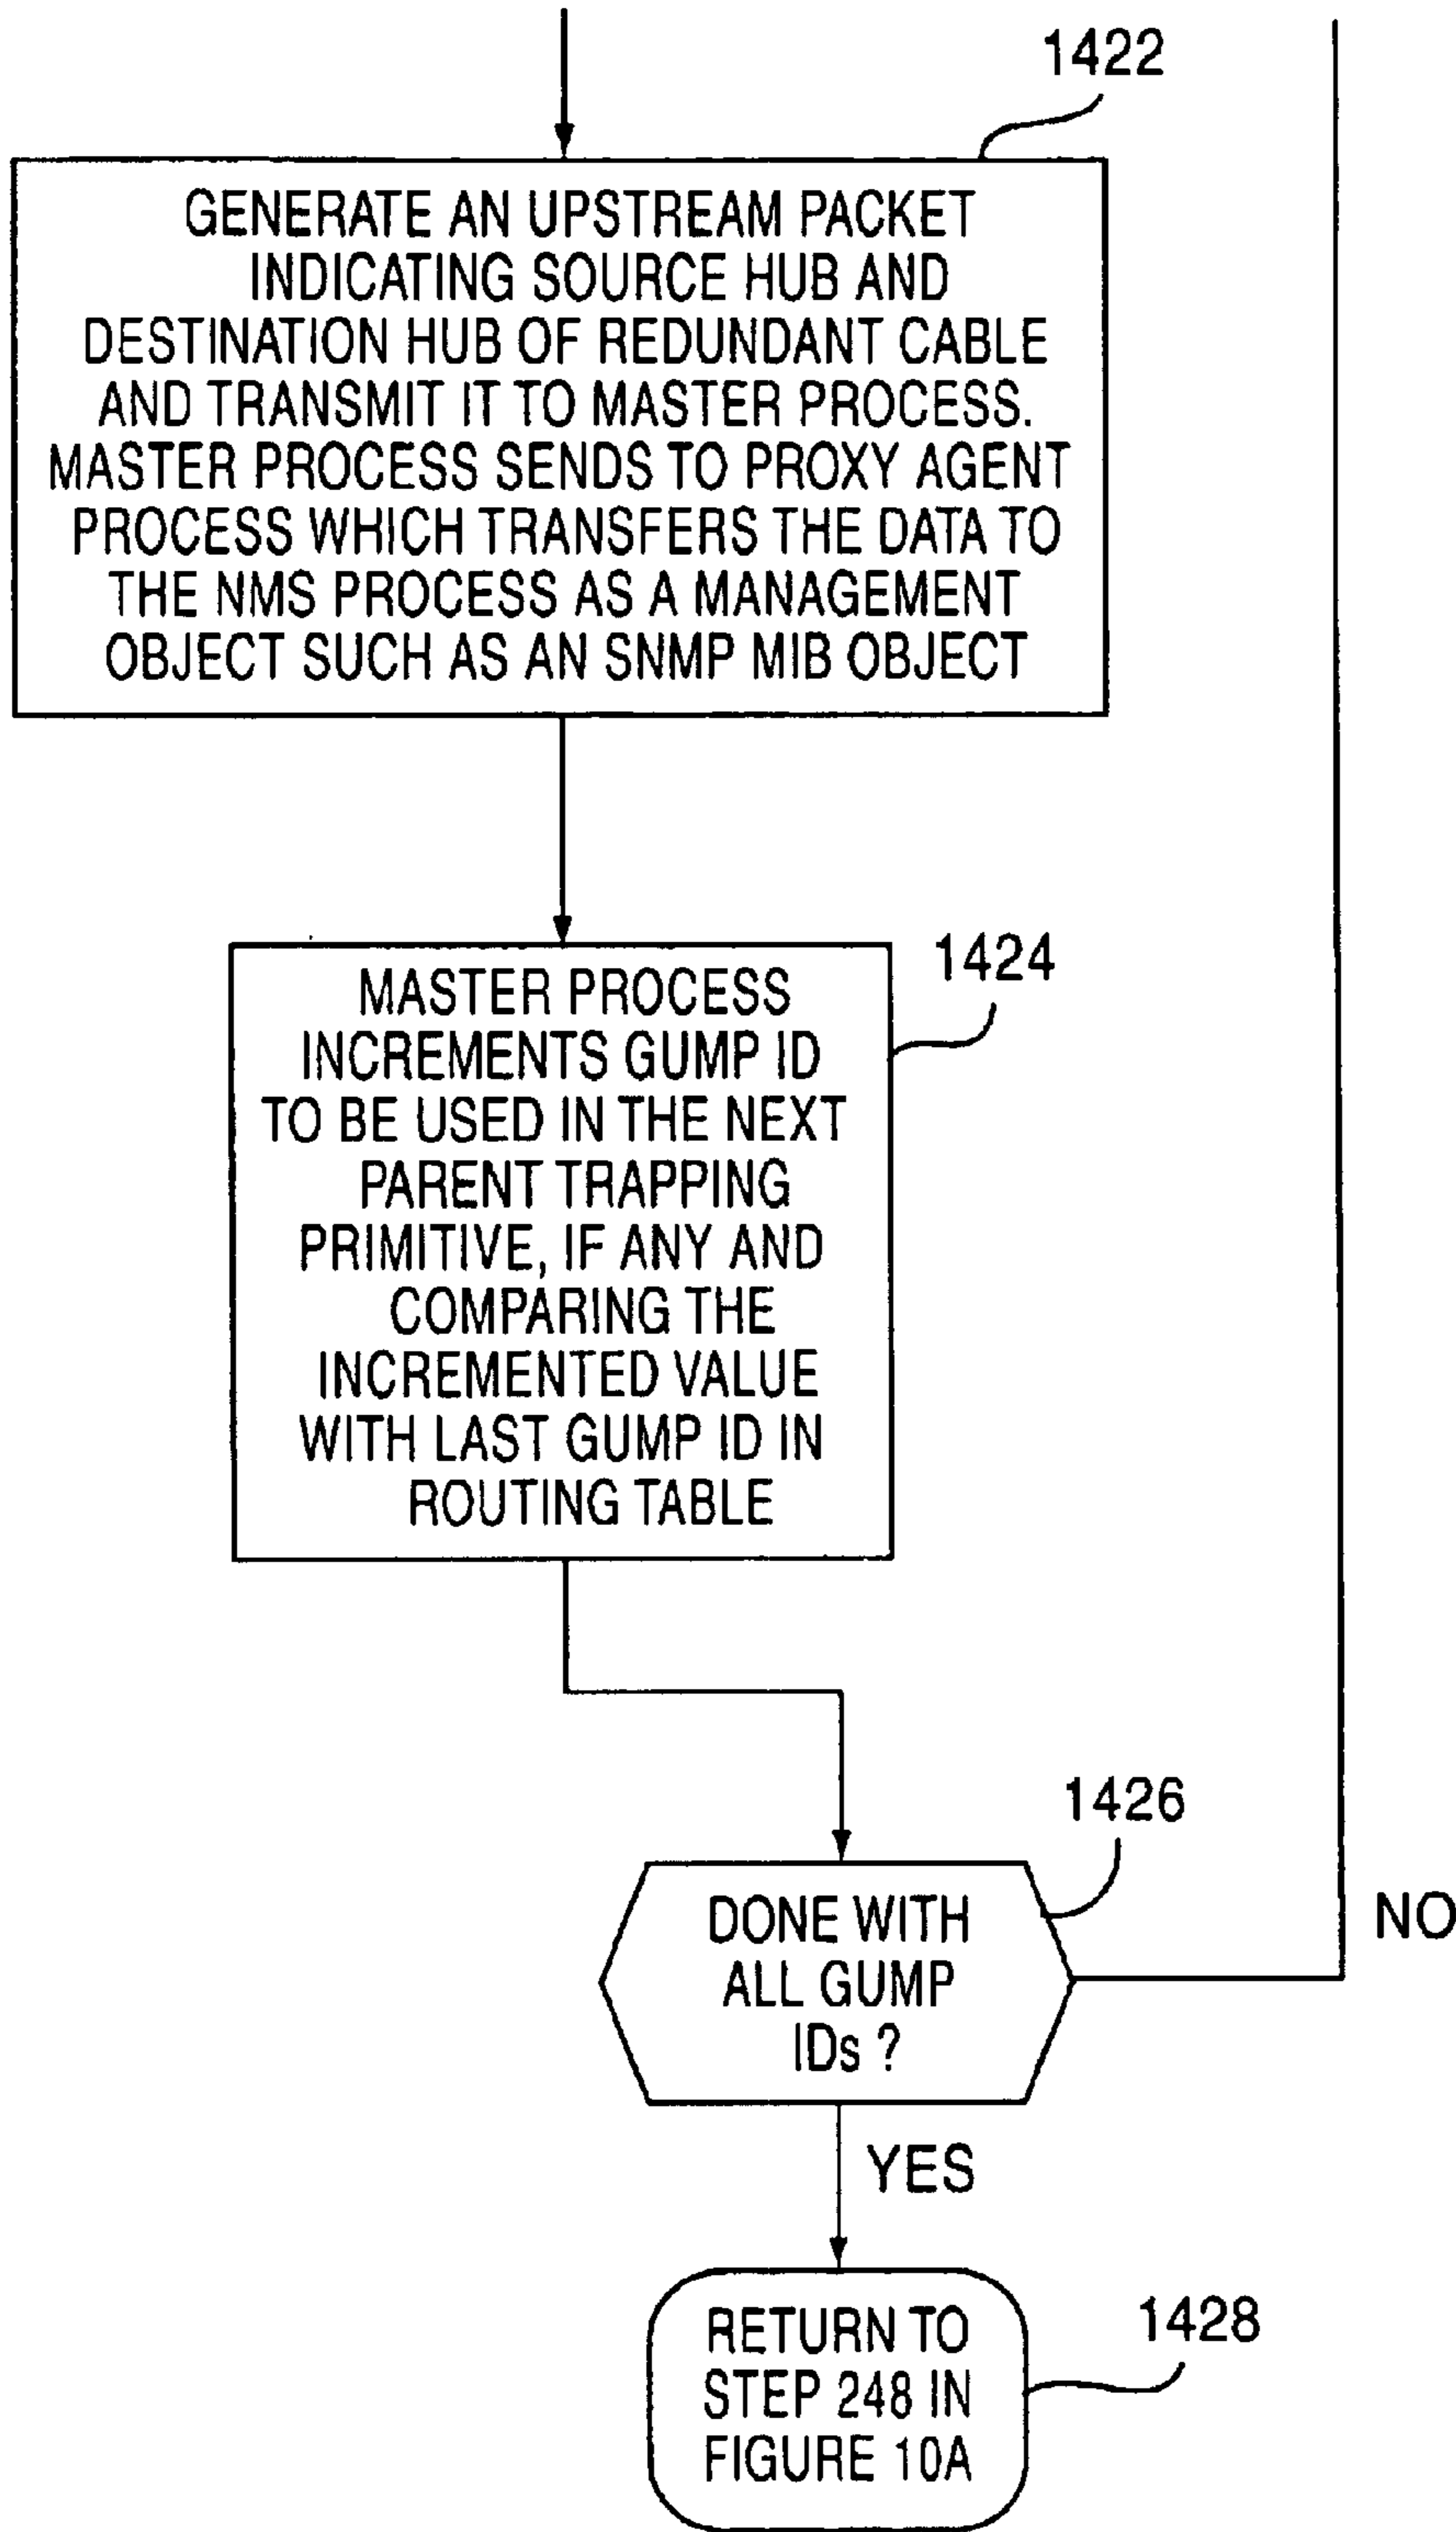 1422
GENERATE AN UPSTREAM PACKET
INDICATING SOURCE HUB AND
DESTINATION HUB OF REDUNDANT CABLE
AND TRANSMIT IT TO MASTER PROCESS.
MASTER PROCESS SENDS TO PROXY AGENT
PROCESS WHICH TRANSFERS THE DATA TO
THE NMS PROCESS AS A MANAGEMENT
OBJECT SUCH AS AN SNMP MIB OBJECT
1424
MASTER PROCESS
INCREMENTS GUMP ID
TO BE USED IN THE NEXT
PARENT TRAPPING
PRIMITIVE, IF ANY AND
COMPARING THE
INCREMENTED VALUE
WITH LAST GUMP ID IN
ROUTING TABLE
1426
DONE WITH
ALL GUMP
IDs ?
NO
YES
1428
RETURN TO
STEP 248 IN
FIGURE 10A